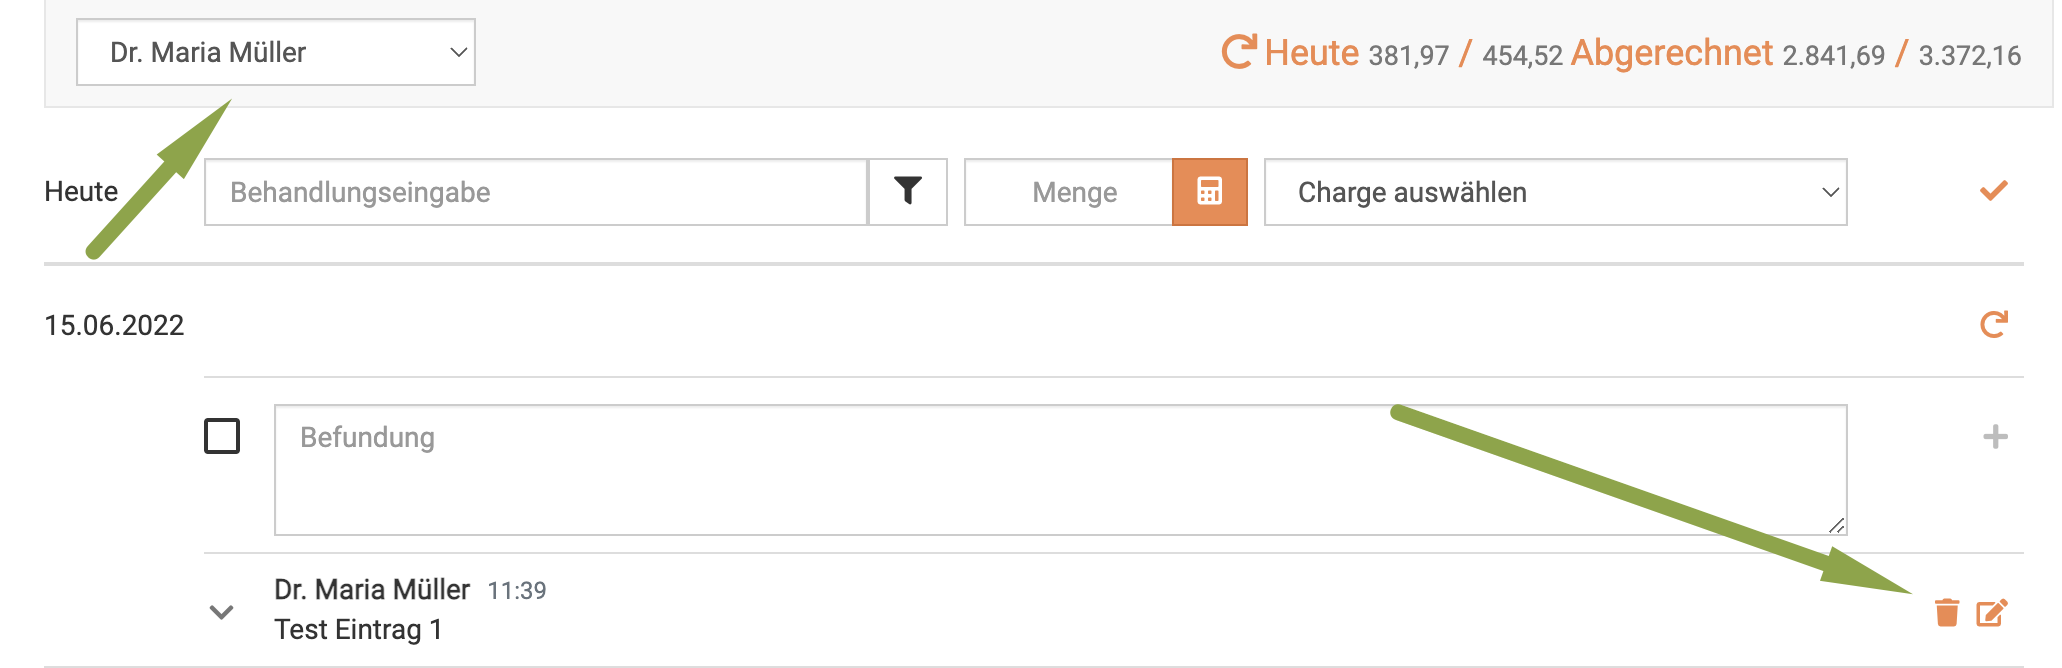 Dr. Maria Müller
Heute 381,97 / 454,52 Abgerechnet 2.841,69 / 3.372,16
Heute Behandlungseingabe Menge Charge auswählen
15.06.2022
Befundung
Dr. Maria Müller 11:39
Test Eintrag 1